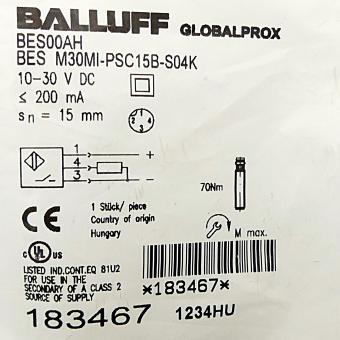 BALLUFF GLOBALPROX
BES00AH
BES M30MI-PSC15B-S04K
10-30 V DC
≤ 200 mA
sn = 15 mm
1 +
4
3 −
70Nm
1 Stück/ piece
Country of origin
Hungary
M max.
CE
c UL US
LISTED IND.CONT.EQ 81U2
FOR USE IN THE
SECONDARY OF A CLASS 2
SOURCE OF SUPPLY
*183467*
183467 1234HU